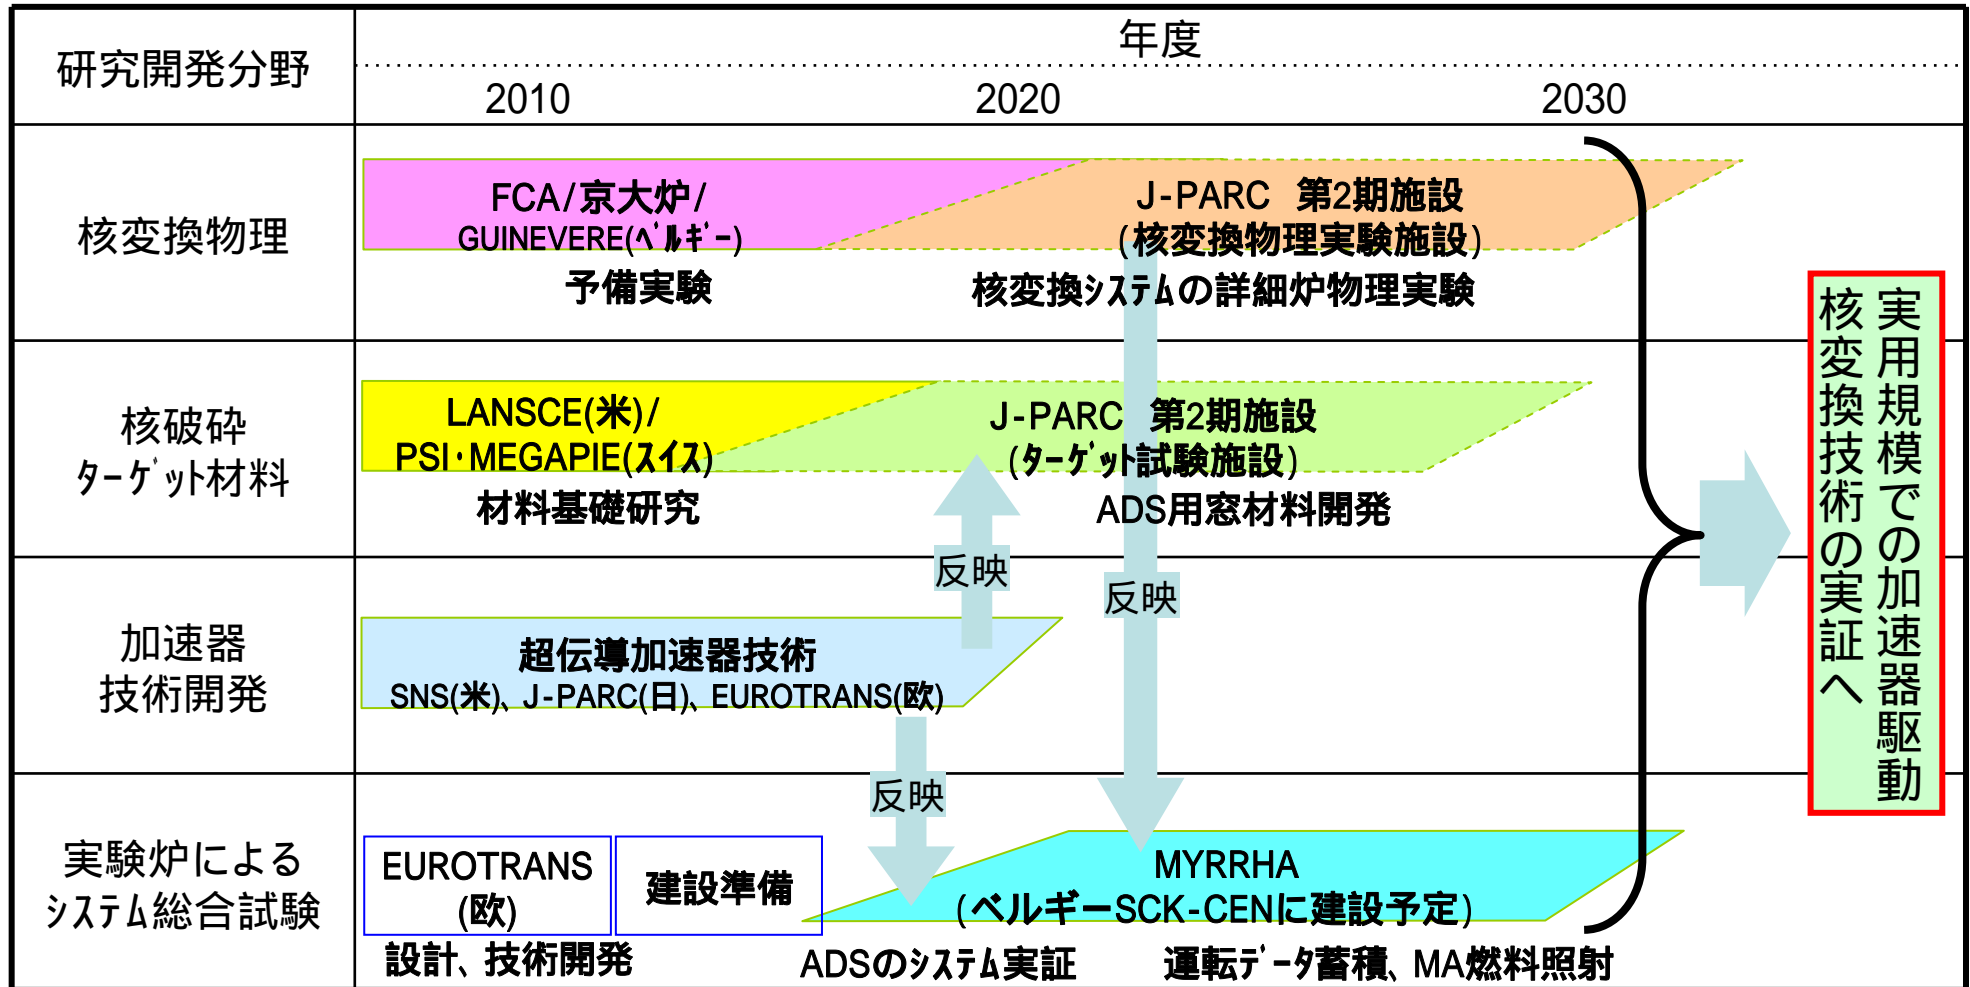 研究開発分野
年度
2010
2020
2030
核変換物理
FCA/京大炉/
GUINEVERE(ﾍﾞﾙｷﾞｰ)
予備実験
J-PARC 第2期施設
(核変換物理実験施設)
核変換ｼｽﾃﾑの詳細炉物理実験
核破砕
ﾀｰｹﾞｯﾄ材料
LANSCE(米)/
PSI･MEGAPIE(ｽｲｽ)
材料基礎研究
J-PARC 第2期施設
(ﾀｰｹﾞｯﾄ試験施設)
ADS用窓材料開発
反映
反映
加速器
技術開発
超伝導加速器技術
SNS(米)、J-PARC(日)、EUROTRANS(欧)
反映
実験炉による
ｼｽﾃﾑ総合試験
EUROTRANS
(欧)
設計、技術開発
建設準備
MYRRHA
(ベルギーSCK-CENに建設予定)
ADSのｼｽﾃﾑ実証
運転ﾃﾞｰﾀ蓄積、MA燃料照射
実用規模での加速器駆動
核変換技術の実証へ